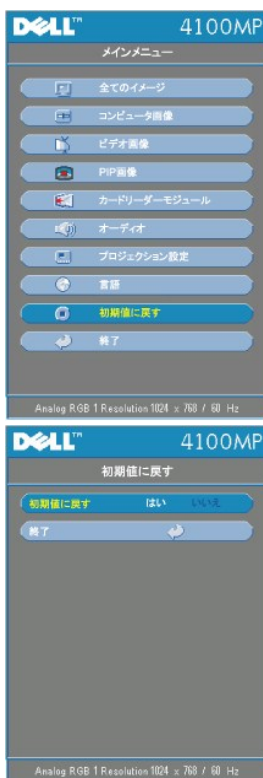 DELL™ 4100MP
メインメニュー
全てのイメージ
コンピュータ画像
ビデオ画像
PIP画像
カードリーダーモジュール
オーディオ
プロジェクション設定
言語
初期値に戻す
終了
Analog RGB 1 Resolution 1024 x 768 / 60 Hz
DELL™ 4100MP
初期値に戻す
初期値に戻す はい いいえ
終了
Analog RGB 1 Resolution 1024 x 768 / 60 Hz